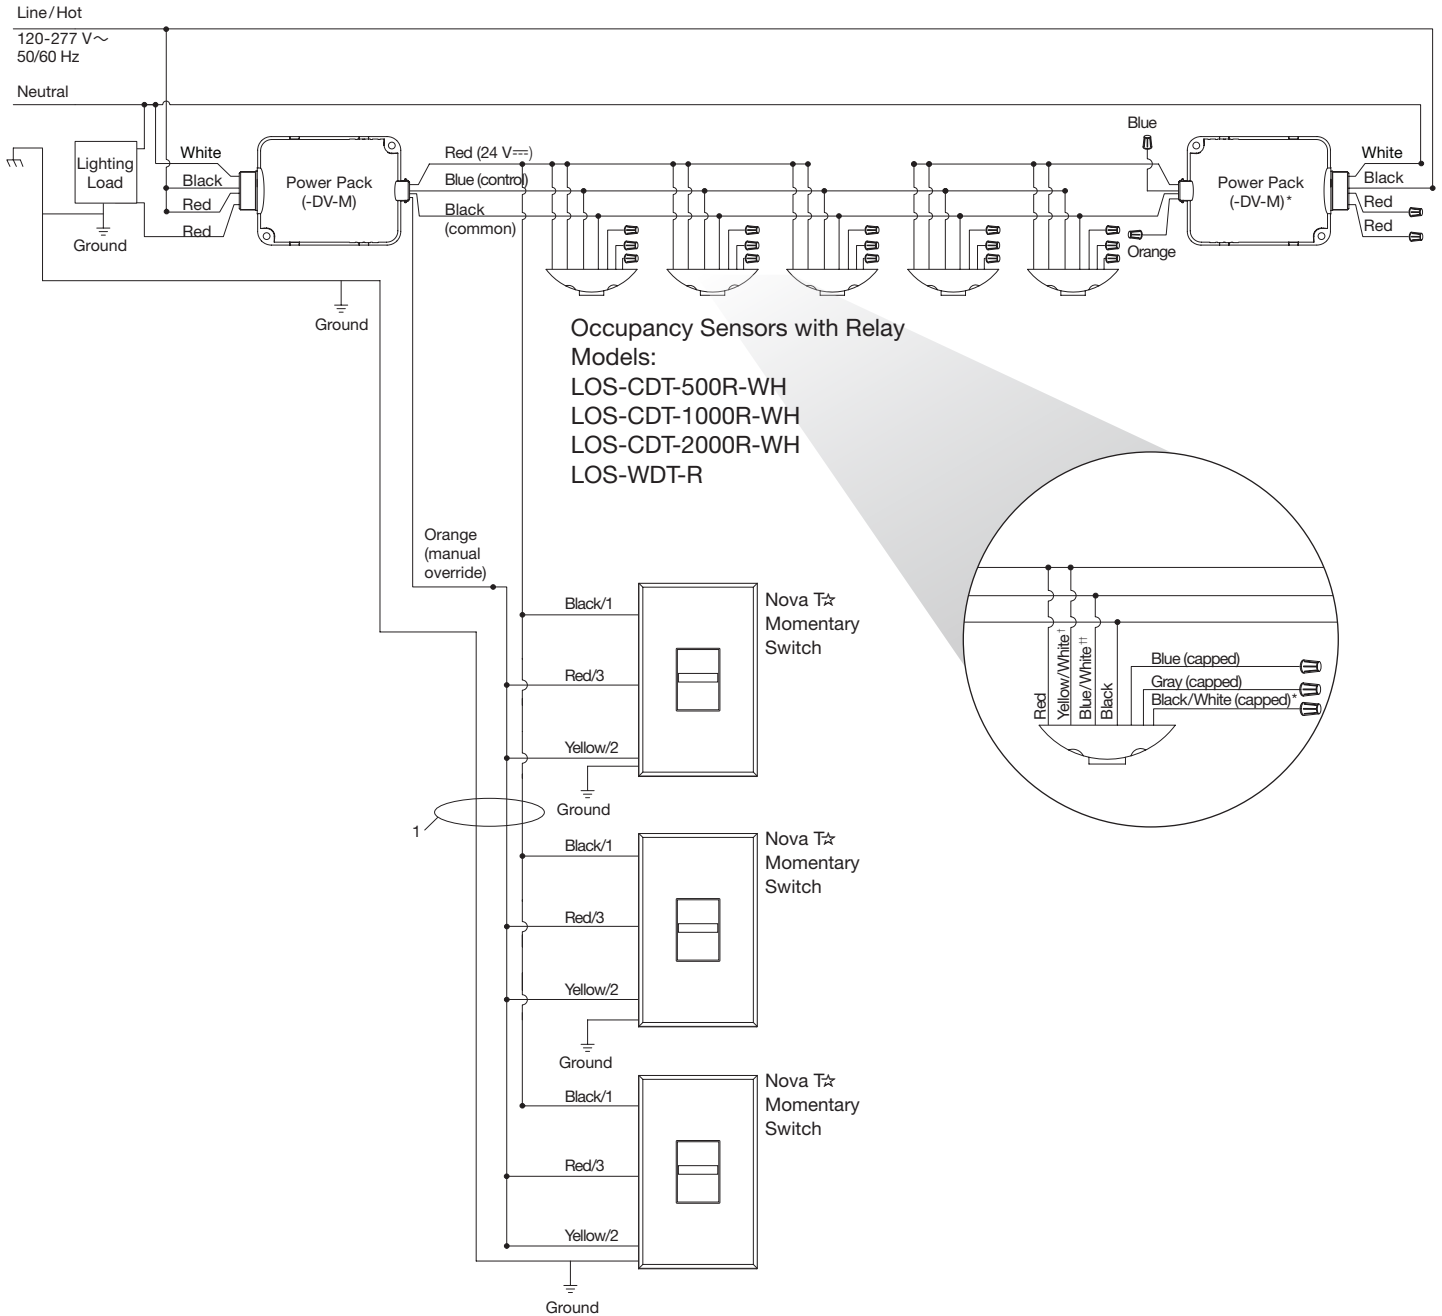 Line/Hot
120-277 V~
50/60 Hz
Neutral
Lighting
Load
Ground
White
Black
Red
Red
Power Pack
(-DV-M)
Red (24 V⎓)
Blue (control)
Black
(common)
Blue
Orange
Power Pack
(-DV-M)*
White
Black
Red
Red
Ground
Occupancy Sensors with Relay
Models:
LOS-CDT-500R-WH
LOS-CDT-1000R-WH
LOS-CDT-2000R-WH
LOS-WDT-R
Red
Yellow/White†
Blue/White††
Black
Blue (capped)
Gray (capped)
Black/White (capped)*
Orange
(manual
override)
Black/1
Red/3
Yellow/2
Ground
Nova T☆
Momentary
Switch
1
Black/1
Red/3
Yellow/2
Ground
Nova T☆
Momentary
Switch
Black/1
Red/3
Yellow/2
Ground
Nova T☆
Momentary
Switch